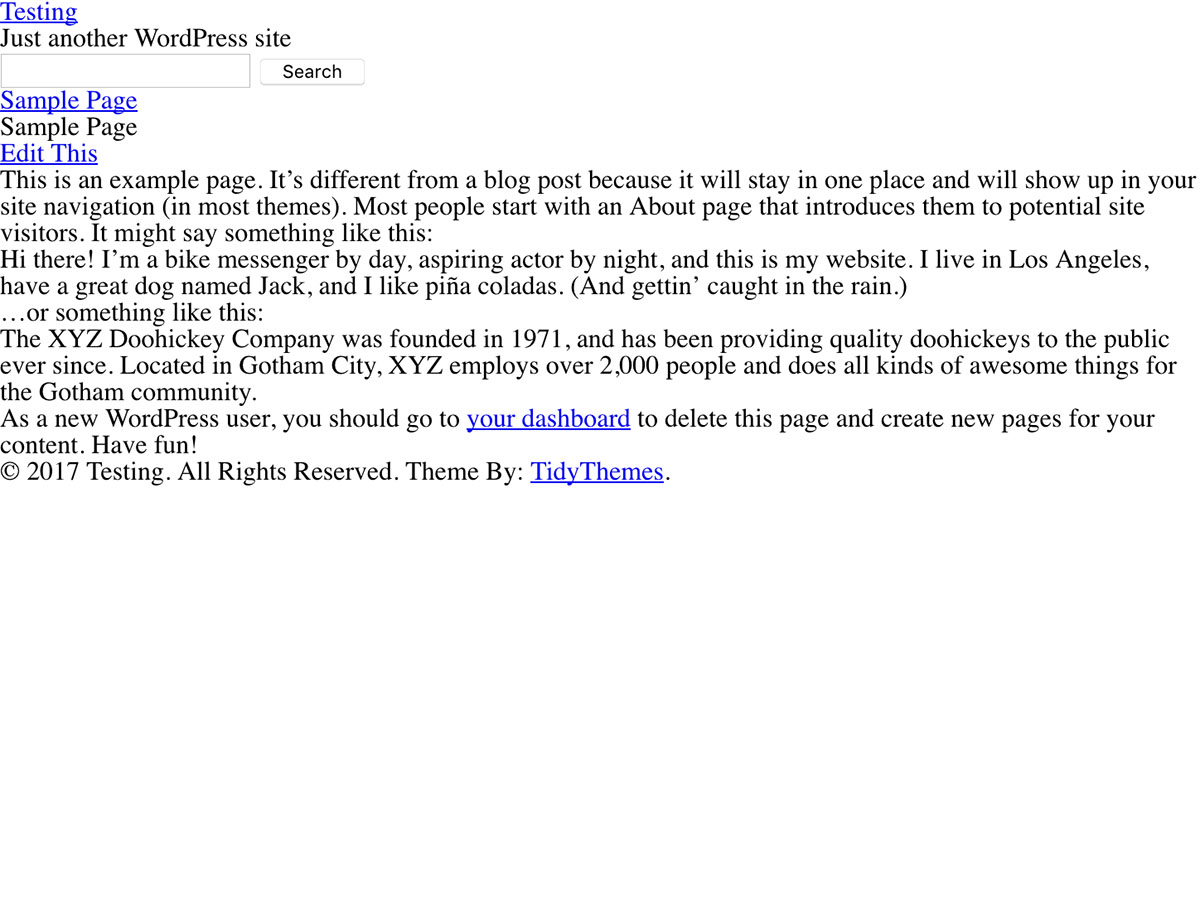 Testing
Just another WordPress site
Search
Sample Page
Sample Page
Edit This
This is an example page. It’s different from a blog post because it will stay in one place and will show up in your
site navigation (in most themes). Most people start with an About page that introduces them to potential site
visitors. It might say something like this:
Hi there! I’m a bike messenger by day, aspiring actor by night, and this is my website. I live in Los Angeles,
have a great dog named Jack, and I like piña coladas. (And gettin’ caught in the rain.)
…or something like this:
The XYZ Doohickey Company was founded in 1971, and has been providing quality doohickeys to the public
ever since. Located in Gotham City, XYZ employs over 2,000 people and does all kinds of awesome things for
the Gotham community.
As a new WordPress user, you should go to your dashboard to delete this page and create new pages for your
content. Have fun!
© 2017 Testing. All Rights Reserved. Theme By: TidyThemes.